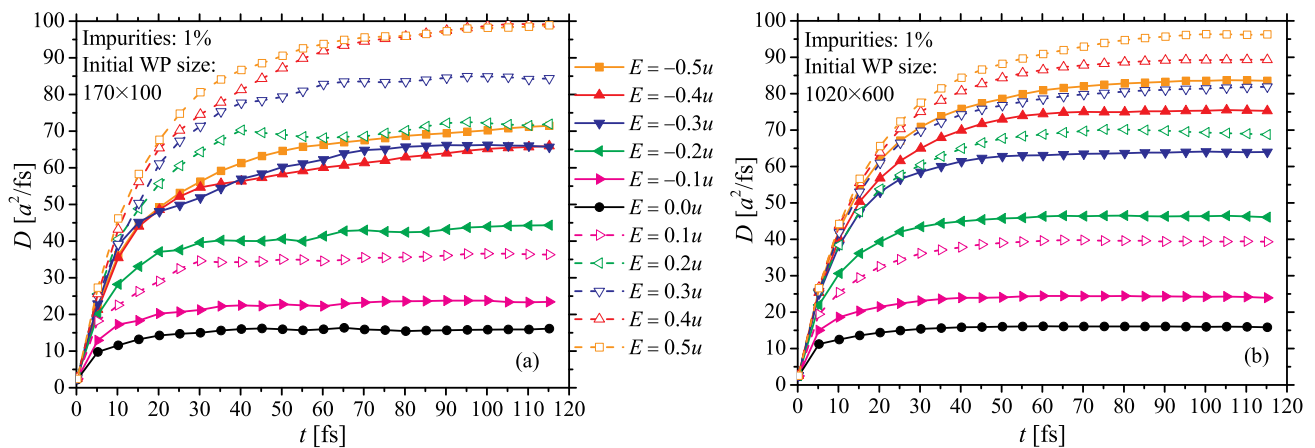 Impurities: 1%
Initial WP size:
170×100
D [a²/fs]
100
90
80
70
60
50
40
30
20
10
0
0 10 20 30 40 50 60 70 80 90 100 110 120
t [fs]
(a)
E = −0.5u
E = −0.4u
E = −0.3u
E = −0.2u
E = −0.1u
E = 0.0u
E = 0.1u
E = 0.2u
E = 0.3u
E = 0.4u
E = 0.5u
Impurities: 1%
Initial WP size:
1020×600
D [a²/fs]
100
90
80
70
60
50
40
30
20
10
0
0 10 20 30 40 50 60 70 80 90 100 110 120
t [fs]
(b)